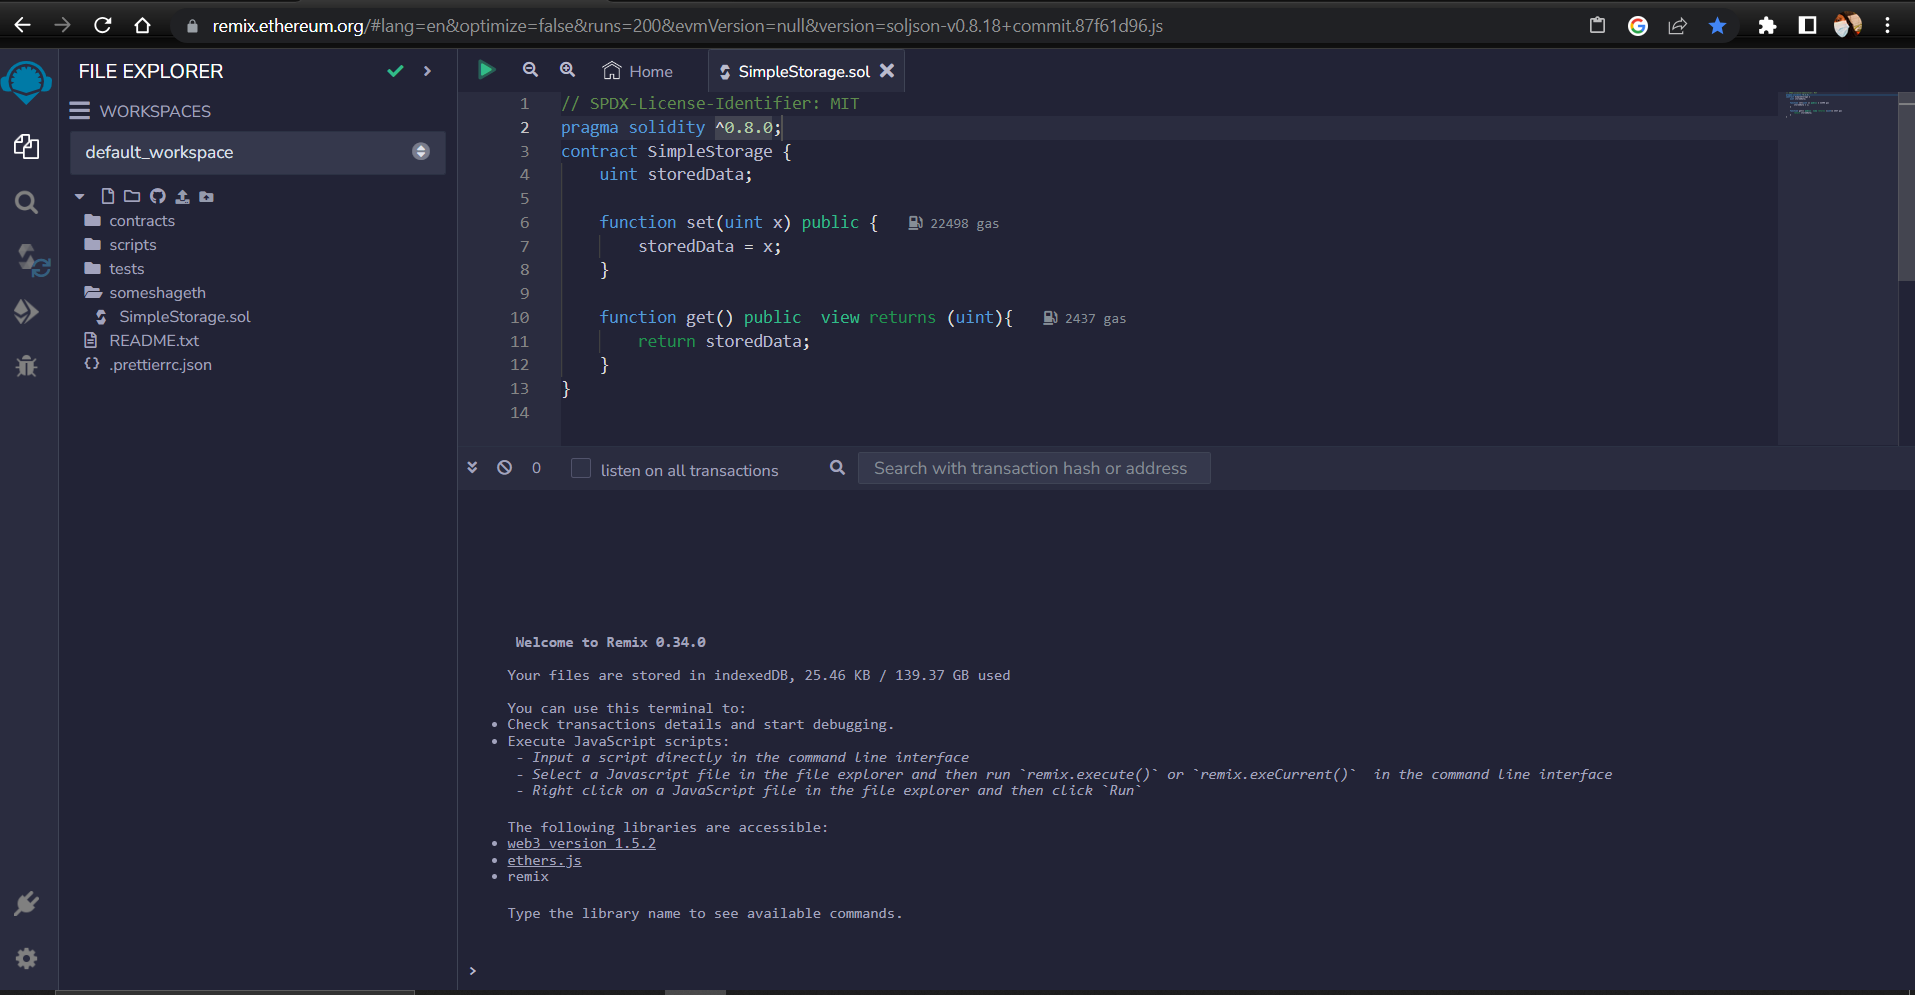 remix.ethereum.org/#lang=en&optimize=false&runs=200&evmVersion=null&version=soljson-v0.8.18+commit.87f61d96.js
FILE EXPLORER
WORKSPACES
default_workspace
contracts
scripts
tests
someshageth
SimpleStorage.sol
README.txt
.prettierrc.json
Home
SimpleStorage.sol
1 // SPDX-License-Identifier: MIT
2 pragma solidity ^0.8.0;
3 contract SimpleStorage {
4 uint storedData;
5
6 function set(uint x) public { 22498 gas
7 storedData = x;
8 }
9
10 function get() public  view returns (uint){ 2437 gas
11 return storedData;
12 }
13 }
14
0 listen on all transactions Search with transaction hash or address
Welcome to Remix 0.34.0
Your files are stored in indexedDB, 25.46 KB / 139.37 GB used
You can use this terminal to:
• Check transactions details and start debugging.
• Execute JavaScript scripts:
- Input a script directly in the command line interface
- Select a Javascript file in the file explorer and then run `remix.execute()` or `remix.exeCurrent()`  in the command line interface
- Right click on a JavaScript file in the file explorer and then click `Run`
The following libraries are accessible:
• web3 version 1.5.2
• ethers.js
• remix
Type the library name to see available commands.
>